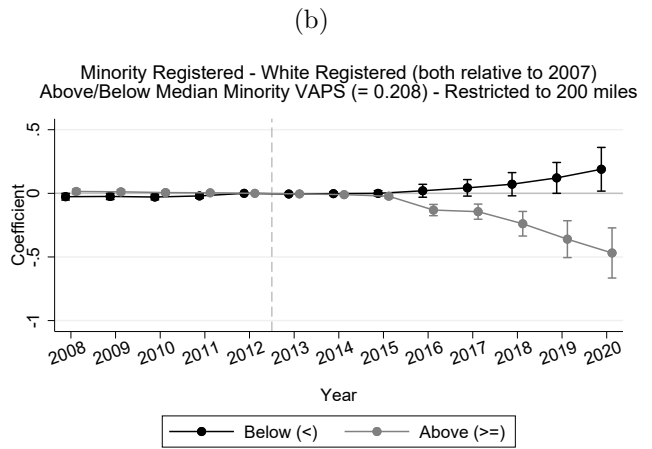 (b)
Minority Registered - White Registered (both relative to 2007)
Above/Below Median Minority VAPS (= 0.208) - Restricted to 200 miles
Coefficient
.5
0
-.5
-1
2008 2009 2010 2011 2012 2013 2014 2015 2016 2017 2018 2019 2020
Year
Below (<) Above (>=)